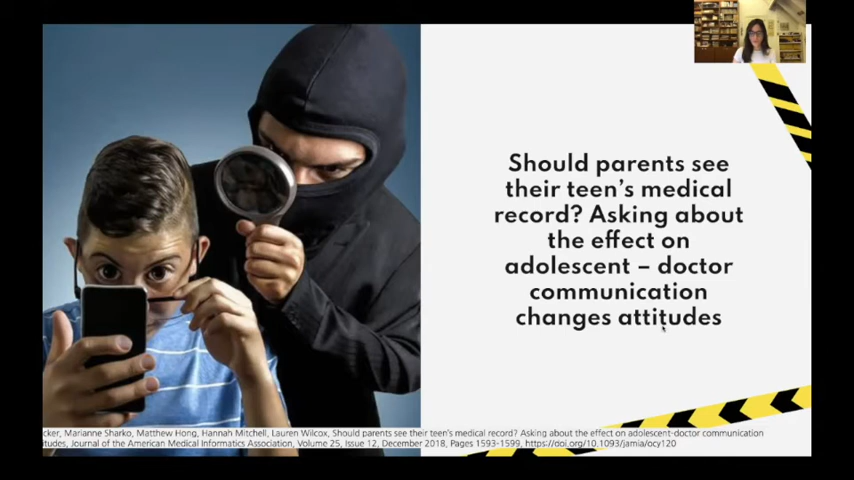 Should parents see
their teen's medical
record? Asking about
the effect on
adolescent – doctor
communication
changes attitudes
cker, Marianne Sharko, Matthew Hong, Hannah Mitchell, Lauren Wilcox, Should parents see their teen's medical record? Asking about the effect on adolescent-doctor communication
itudes, Journal of the American Medical Informatics Association, Volume 25, Issue 12, December 2018, Pages 1593-1599, https://doi.org/10.1093/jamia/ocy120